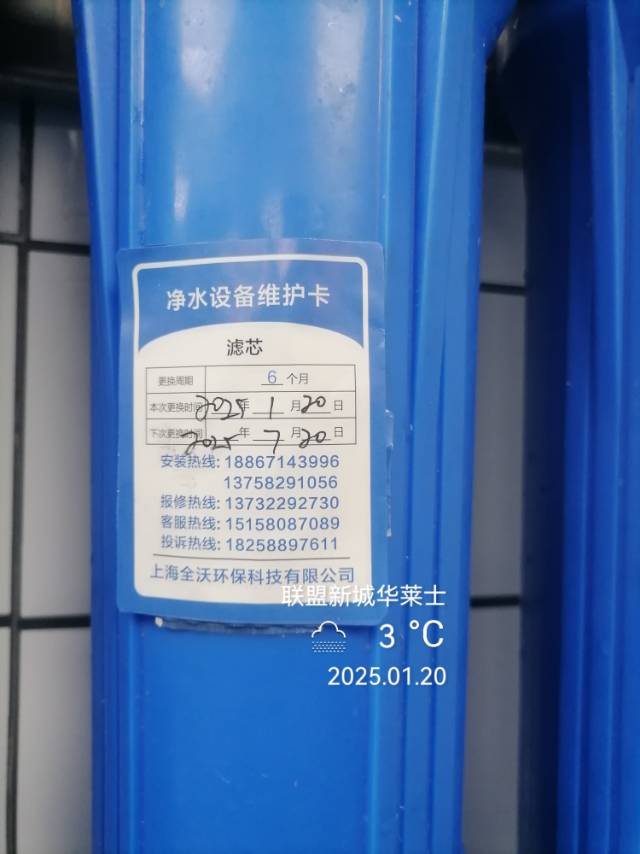 净水设备维护卡
滤芯
更换周期 6 个月
本次更换时间 2025 年 1 月 20 日
下次更换时间 2025 年 7 月 20 日
安装热线: 18867143996
13758291056
报修热线: 13732292730
客服热线: 15158087089
投诉热线: 18258897611
上海全沃环保科技有限公司
联盟新城华莱士
3 ℃
2025.01.20